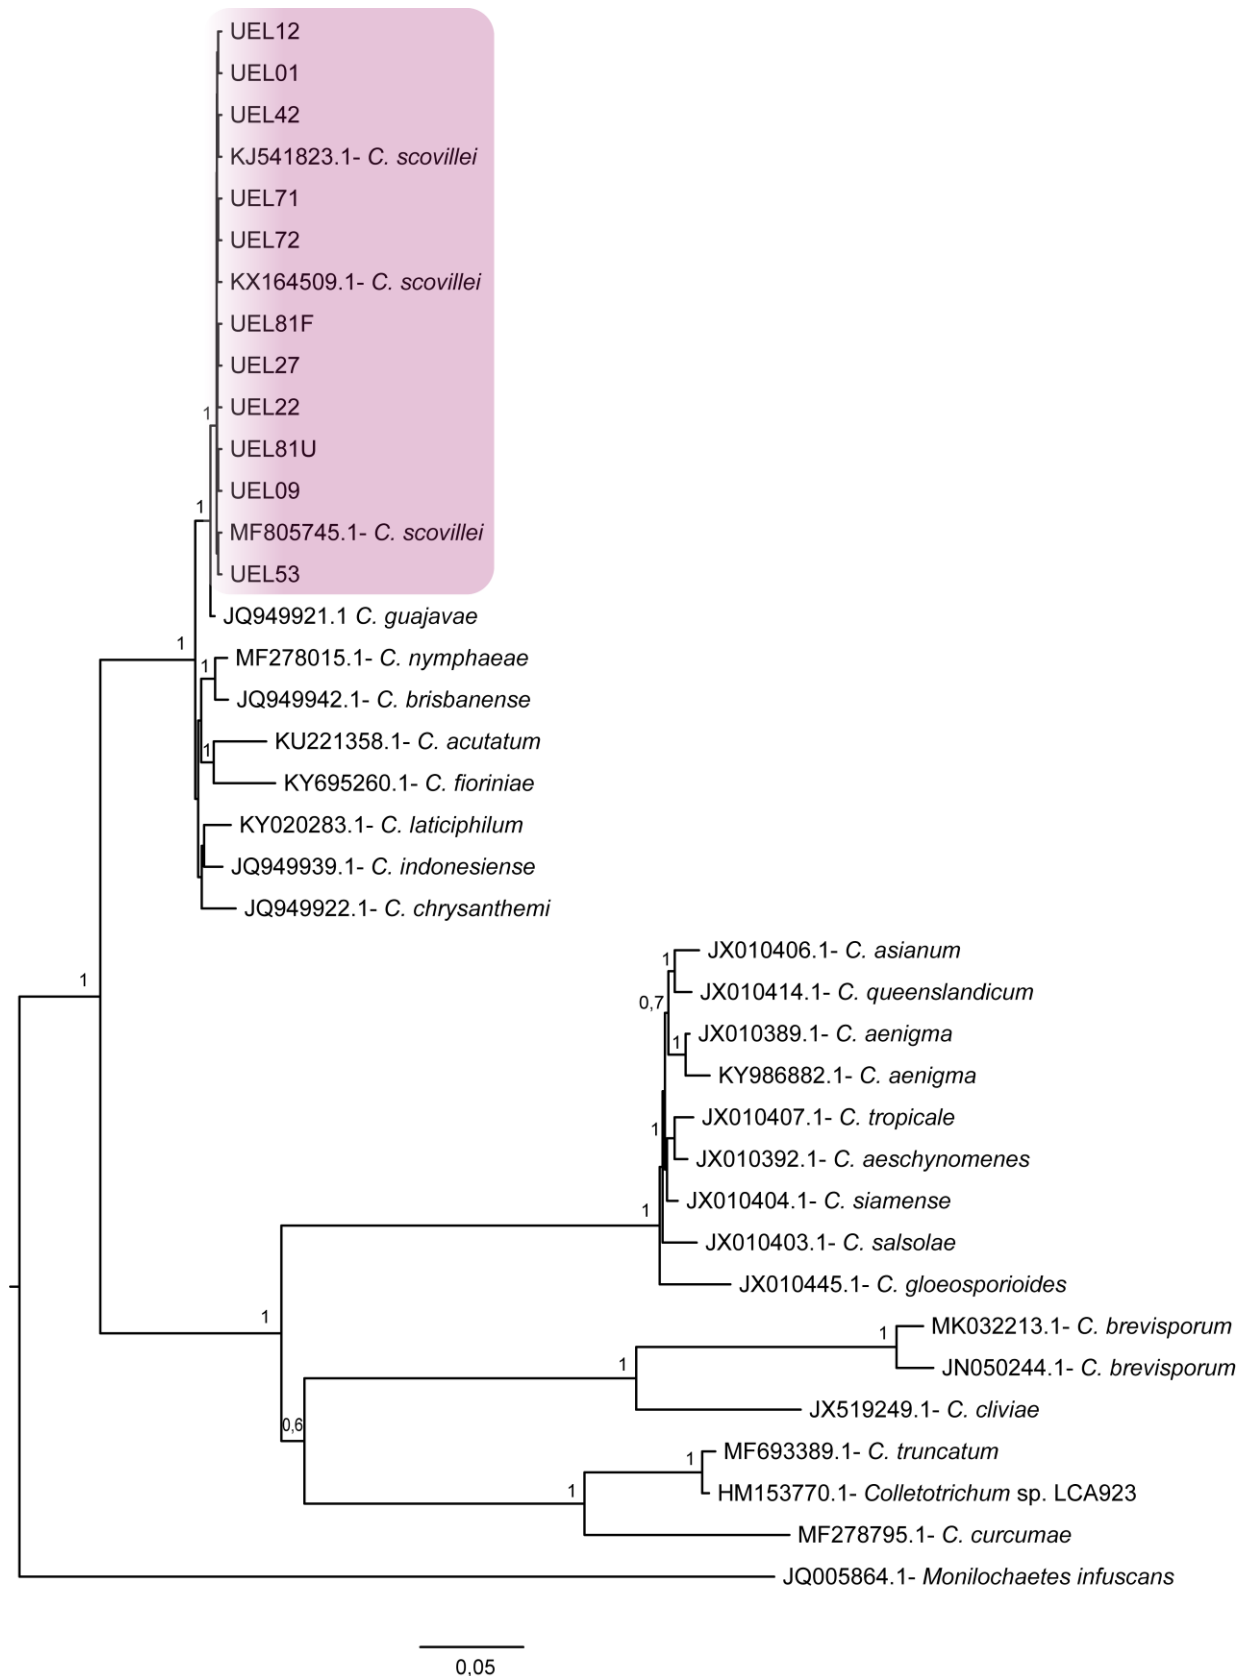 UEL12
UEL01
UEL42
KJ541823.1- C. scovillei
UEL71
UEL72
KX164509.1- C. scovillei
UEL81F
UEL27
UEL22
1
UEL81U
UEL09
1
MF805745.1- C. scovillei
UEL53
JQ949921.1 C. guajavae
1
1
MF278015.1- C. nymphaeae
JQ949942.1- C. brisbanense
KU221358.1- C. acutatum
1
KY695260.1- C. fioriniae
KY020283.1- C. laticiphilum
JQ949939.1- C. indonesiense
JQ949922.1- C. chrysanthemi
JX010406.1- C. asianum
1
1
JX010414.1- C. queenslandicum
0,7
JX010389.1- C. aenigma
1
KY986882.1- C. aenigma
JX010407.1- C. tropicale
1
JX010392.1- C. aeschynomenes
JX010404.1- C. siamense
1
JX010403.1- C. salsolae
JX010445.1- C. gloeosporioides
1
MK032213.1- C. brevisporum
1
1
JN050244.1- C. brevisporum
JX519249.1- C. cliviae
0,6
MF693389.1- C. truncatum
1
1
HM153770.1- Colletotrichum sp. LCA923
MF278795.1- C. curcumae
JQ005864.1- Monilochaetes infuscans
0,05